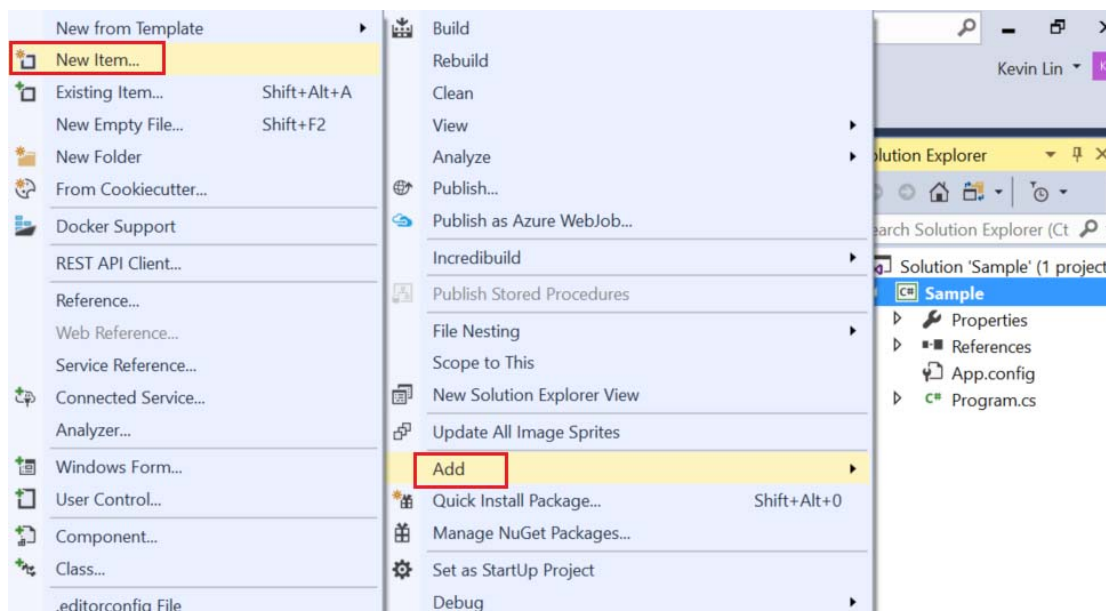 New from Template
New Item...
Existing Item... Shift+Alt+A
New Empty File... Shift+F2
New Folder
From Cookiecutter...
Docker Support
REST API Client...
Reference...
Web Reference...
Service Reference...
Connected Service...
Analyzer...
Windows Form...
User Control...
Component...
Class...
.editorconfig File
Build
Rebuild
Clean
View
Analyze
Publish...
Publish as Azure WebJob...
Incredibuild
Publish Stored Procedures
File Nesting
Scope to This
New Solution Explorer View
Update All Image Sprites
Add
Quick Install Package... Shift+Alt+0
Manage NuGet Packages...
Set as StartUp Project
Debug
Kevin Lin
K
olution Explorer
earch Solution Explorer (Ct
Solution 'Sample' (1 project
C# Sample
Properties
References
App.config
C# Program.cs